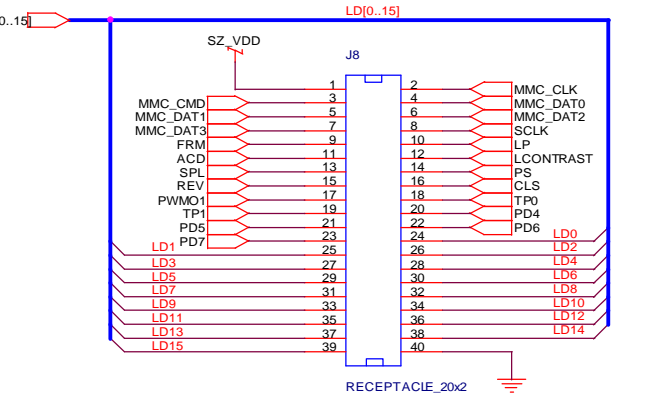 LD[0..15]
0..15]
SZ_VDD
J8
1 2 MMC_CLK
MMC_CMD 3 4 MMC_DAT0
MMC_DAT1 5 6 MMC_DAT2
MMC_DAT3 7 8 SCLK
FRM 9 10 LP
ACD 11 12 LCONTRAST
SPL 13 14 PS
REV 15 16 CLS
PWMO1 17 18 TP0
TP1 19 20 PD4
PD5 21 22 PD6
PD7 23 24 LD0
LD1 25 26 LD2
LD3 27 28 LD4
LD5 29 30 LD6
LD7 31 32 LD8
LD9 33 34 LD10
LD11 35 36 LD12
LD13 37 38 LD14
LD15 39 40
RECEPTACLE_20x2